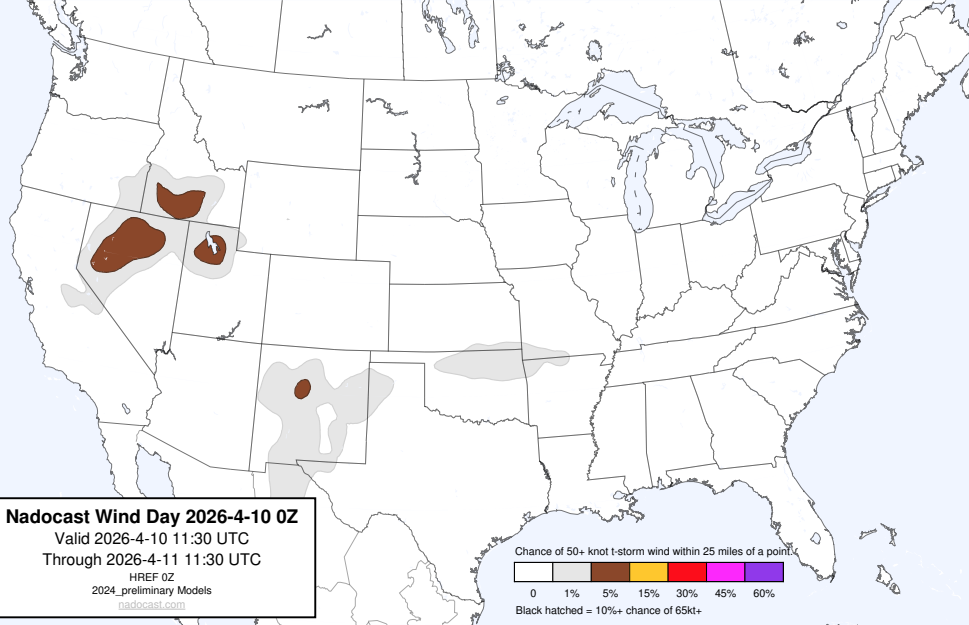 Nadocast Wind Day 2026-4-10 0Z
Valid 2026-4-10 11:30 UTC
Through 2026-4-11 11:30 UTC
HREF 0Z
2024_preliminary Models
nadocast.com
Chance of 50+ knot t-storm wind within 25 miles of a point.
0 1% 5% 15% 30% 45% 60%
Black hatched = 10%+ chance of 65kt+